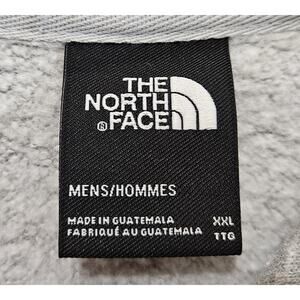 THE
NORTH
FACE
®
MENS/HOMMES
MADE IN GUATEMALA XXL
FABRIQUÉ AU GUATEMALA TTG